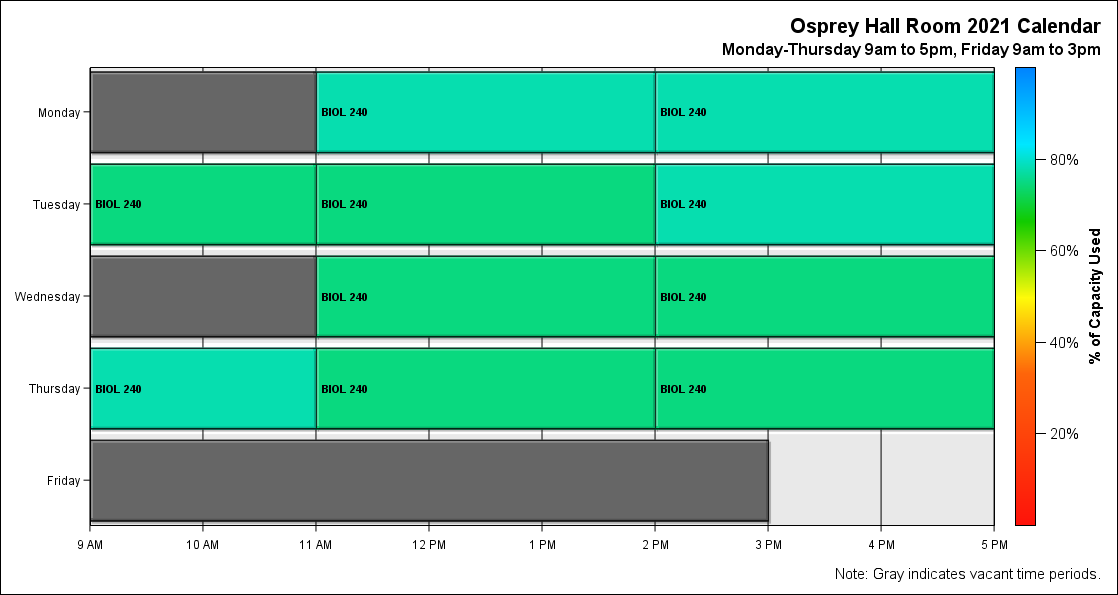 Osprey Hall Room 2021 Calendar
Monday-Thursday 9am to 5pm, Friday 9am to 3pm
Monday
BIOL 240 BIOL 240
Tuesday
BIOL 240 BIOL 240 BIOL 240
Wednesday
BIOL 240 BIOL 240
Thursday
BIOL 240 BIOL 240 BIOL 240
Friday
9 AM 10 AM 11 AM 12 PM 1 PM 2 PM 3 PM 4 PM 5 PM
80%
60%
40%
20%
% of Capacity Used
Note: Gray indicates vacant time periods.